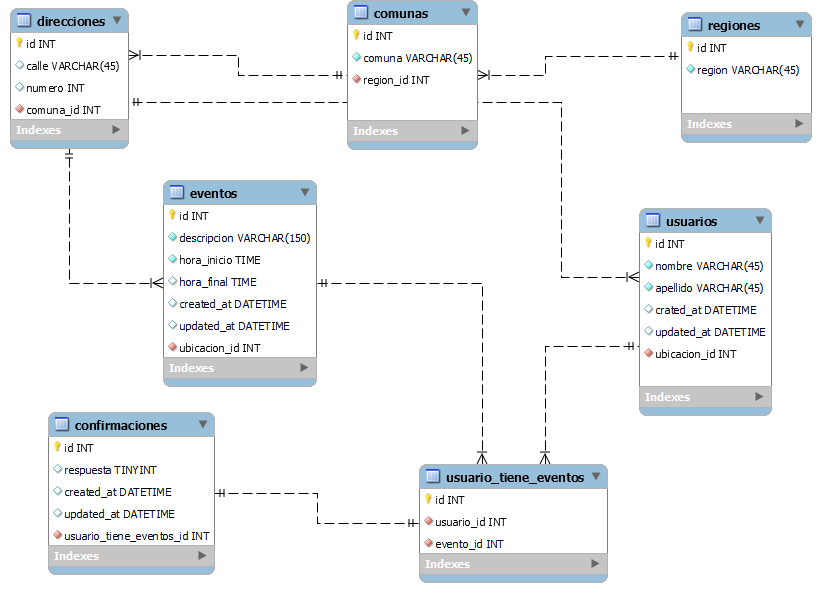 direcciones
id INT
calle VARCHAR(45)
numero INT
comuna_id INT
Indexes
comunas
id INT
comuna VARCHAR(45)
region_id INT
Indexes
regiones
id INT
region VARCHAR(45)
Indexes
eventos
id INT
descripcion VARCHAR(150)
hora_inicio TIME
hora_final TIME
created_at DATETIME
updated_at DATETIME
ubicacion_id INT
Indexes
usuarios
id INT
nombre VARCHAR(45)
apellido VARCHAR(45)
crated_at DATETIME
updated_at DATETIME
ubicacion_id INT
Indexes
confirmaciones
id INT
respuesta TINYINT
created_at DATETIME
updated_at DATETIME
usuario_tiene_eventos_id INT
Indexes
usuario_tiene_eventos
id INT
usuario_id INT
evento_id INT
Indexes